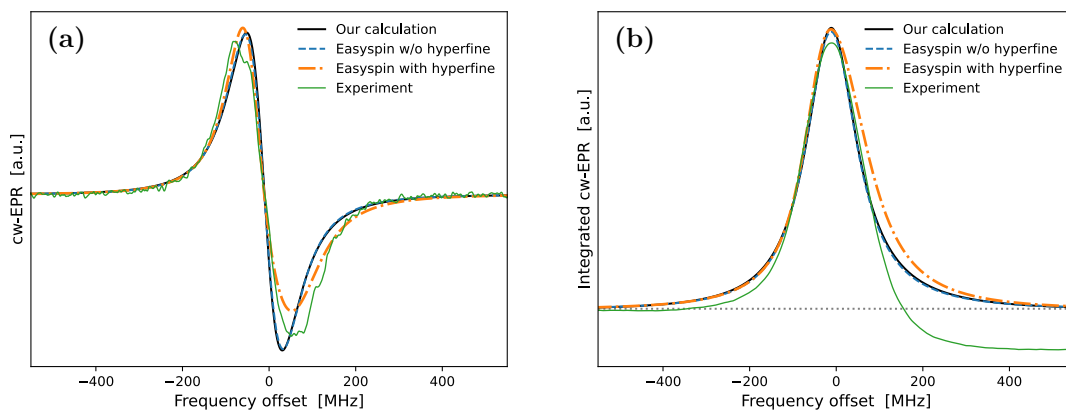 (a)
Our calculation
Easyspin w/o hyperfine
Easyspin with hyperfine
Experiment
cw-EPR [a.u.]
−400 −200 0 200 400
Frequency offset [MHz]
(b)
Our calculation
Easyspin w/o hyperfine
Easyspin with hyperfine
Experiment
Integrated cw-EPR [a.u.]
−400 −200 0 200 400
Frequency offset [MHz]